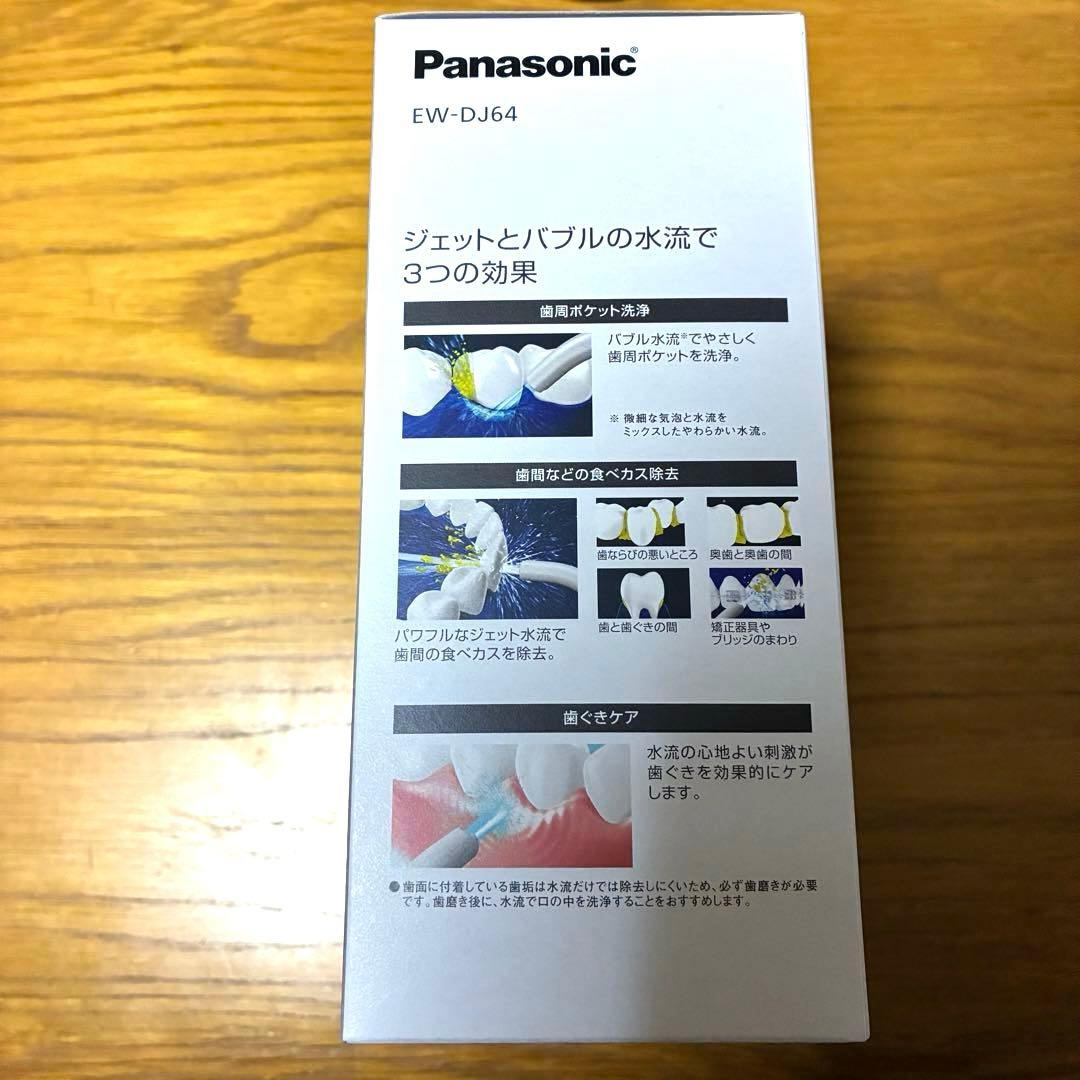 Panasonic®
EW-DJ64
ジェットとバブルの水流で
3つの効果
歯周ポケット洗浄
バブル水流※でやさしく
歯周ポケットを洗浄。
※ 微細な気泡と水流を
ミックスしたやわらかい水流。
歯間などの食べカス除去
歯ならびの悪いところ
奥歯と奥歯の間
歯と歯ぐきの間
矯正器具や
ブリッジのまわり
パワフルなジェット水流で
歯間の食べカスを除去。
歯ぐきケア
水流の心地よい刺激が
歯ぐきを効果的にケア
します。
●歯面に付着している歯垢は水流だけでは除去しにくいため、必ず歯磨きが必要
です。歯磨き後に、水流で口の中を洗浄することをおすすめします。